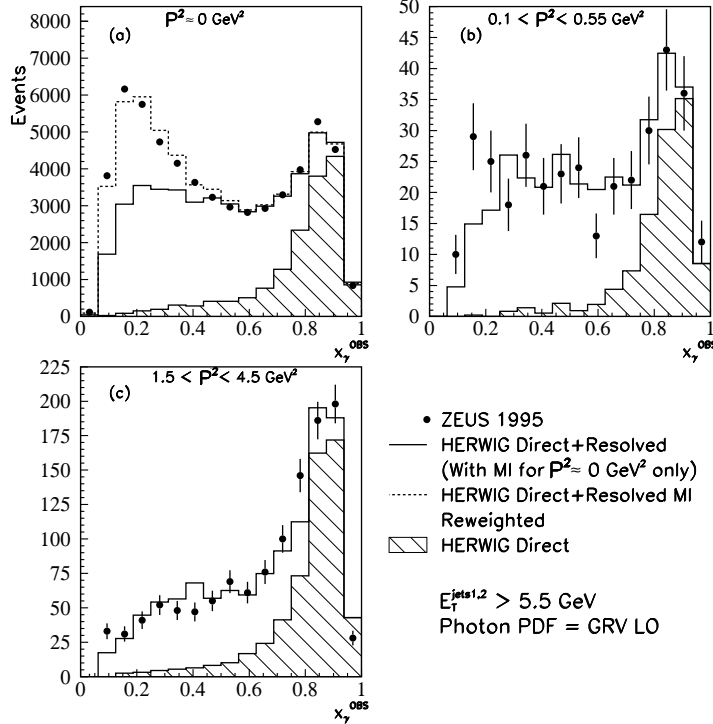 (a)
P² ≈ 0 GeV²
Events
8000
7000
6000
5000
4000
3000
2000
1000
0
0 0.2 0.4 0.6 0.8 1
xγ^OBS
(b)
0.1 < P² < 0.55 GeV²
50
45
40
35
30
25
20
15
10
5
0
0 0.2 0.4 0.6 0.8 1
xγ^OBS
(c)
1.5 < P² < 4.5 GeV²
225
200
175
150
125
100
75
50
25
0
0 0.2 0.4 0.6 0.8 1
xγ^OBS
ZEUS 1995
HERWIG Direct+Resolved
(With MI for P² ≈ 0 GeV² only)
HERWIG Direct+Resolved MI
Reweighted
HERWIG Direct
E_T^jets1,2 > 5.5 GeV
Photon PDF = GRV LO